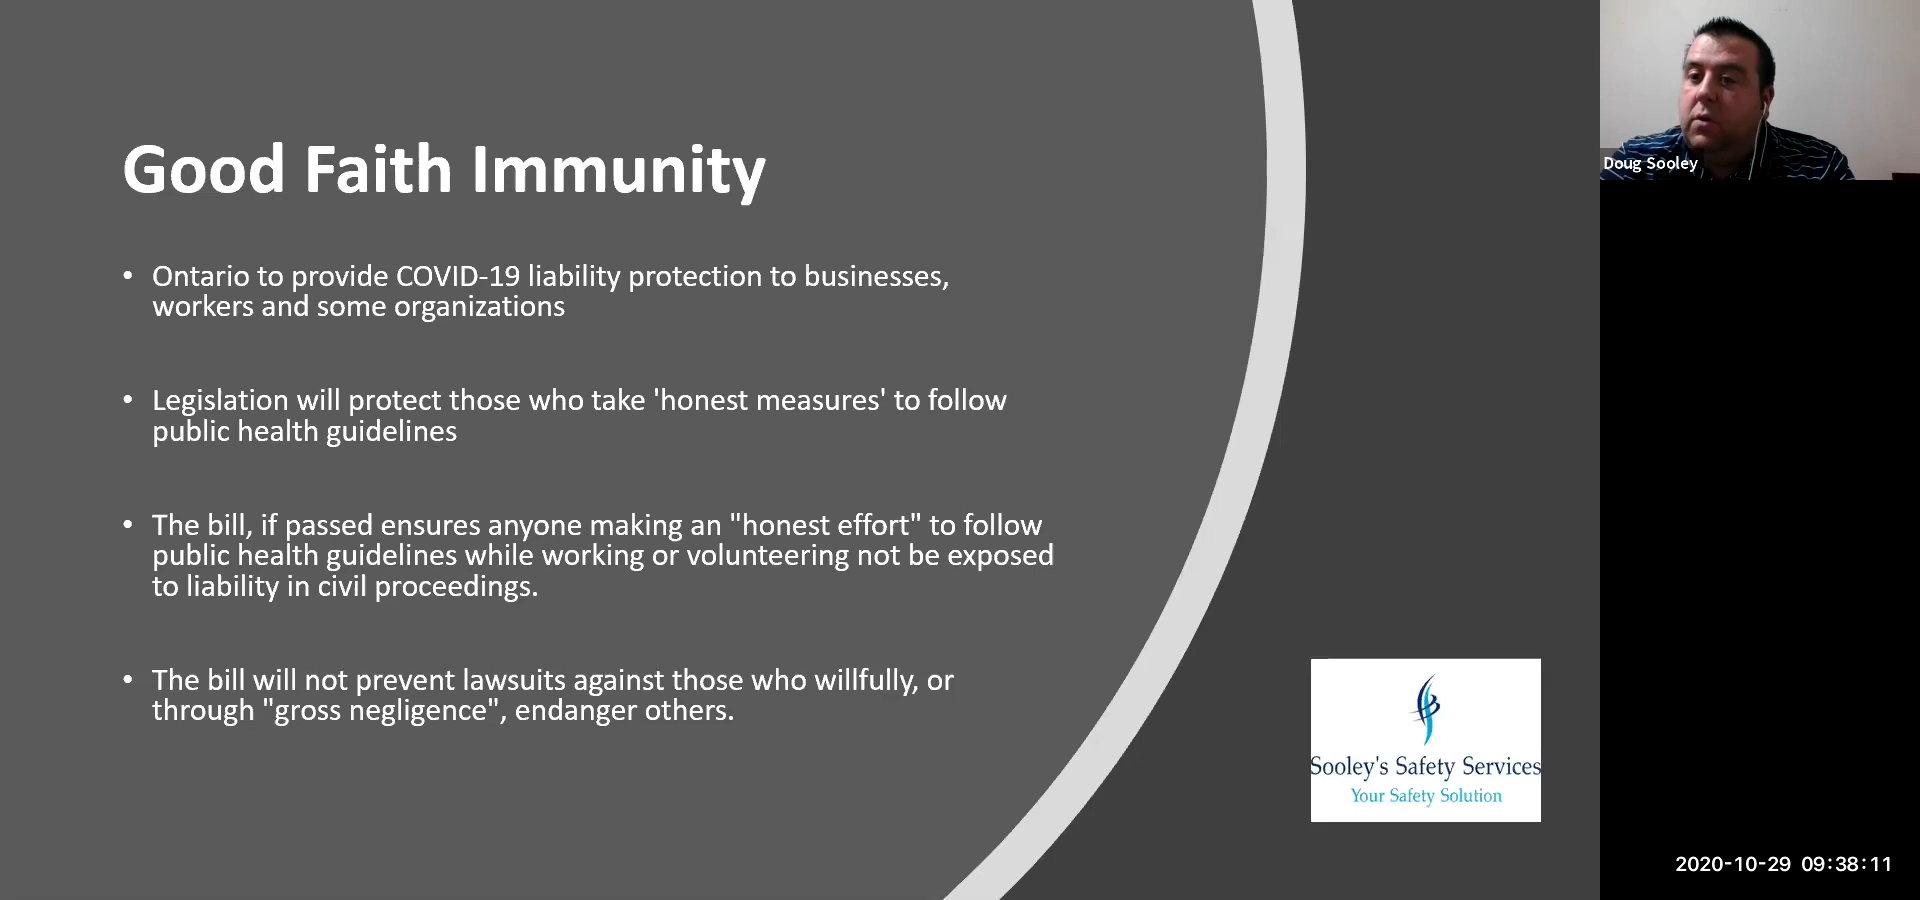 Good Faith Immunity
• Ontario to provide COVID-19 liability protection to businesses,
workers and some organizations
• Legislation will protect those who take 'honest measures' to follow
public health guidelines
• The bill, if passed ensures anyone making an "honest effort" to follow
public health guidelines while working or volunteering not be exposed
to liability in civil proceedings.
• The bill will not prevent lawsuits against those who willfully, or
through "gross negligence", endanger others.
Sooley's Safety Services
Your Safety Solution
Doug Sooley
2020-10-29 09:38:11